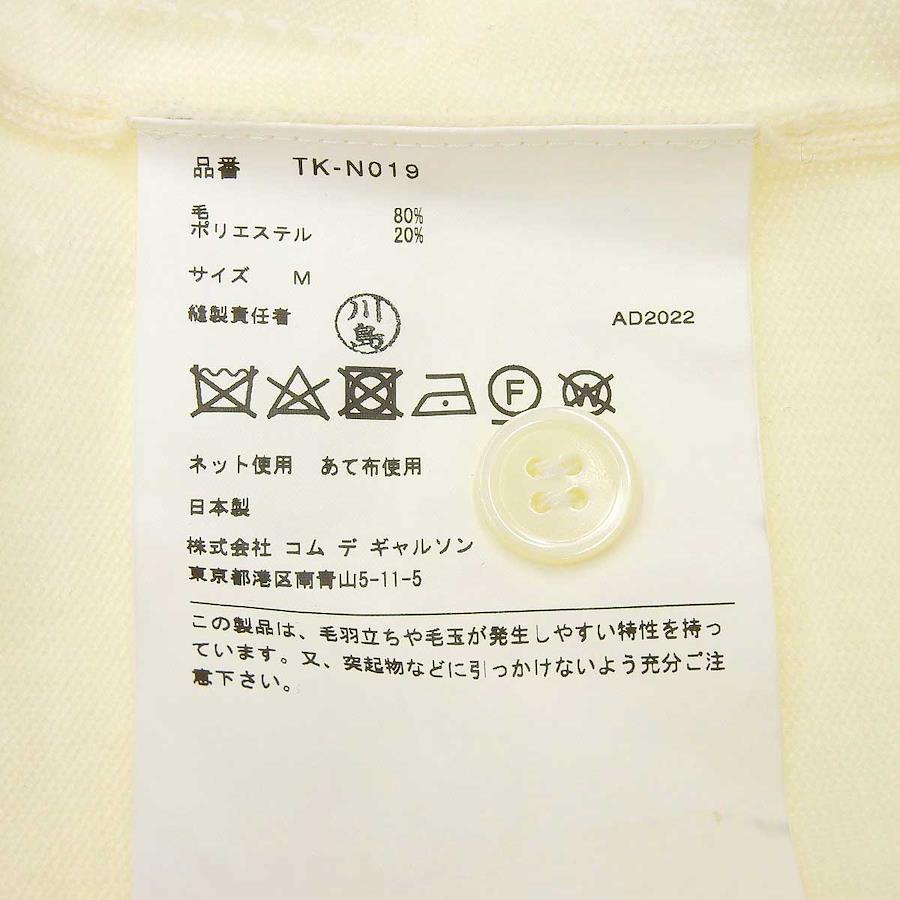 品番 TK-N019
毛 80%
ポリエステル 20%
サイズ M
縫製責任者 川島 AD2022
F W
ネット使用 あて布使用
日本製
株式会社 コム デ ギャルソン
東京都港区南青山5-11-5
この製品は、毛羽立ちや毛玉が発生しやすい特性を持っ
ています。又、突起物などに引っかけないよう充分ご注
意下さい。